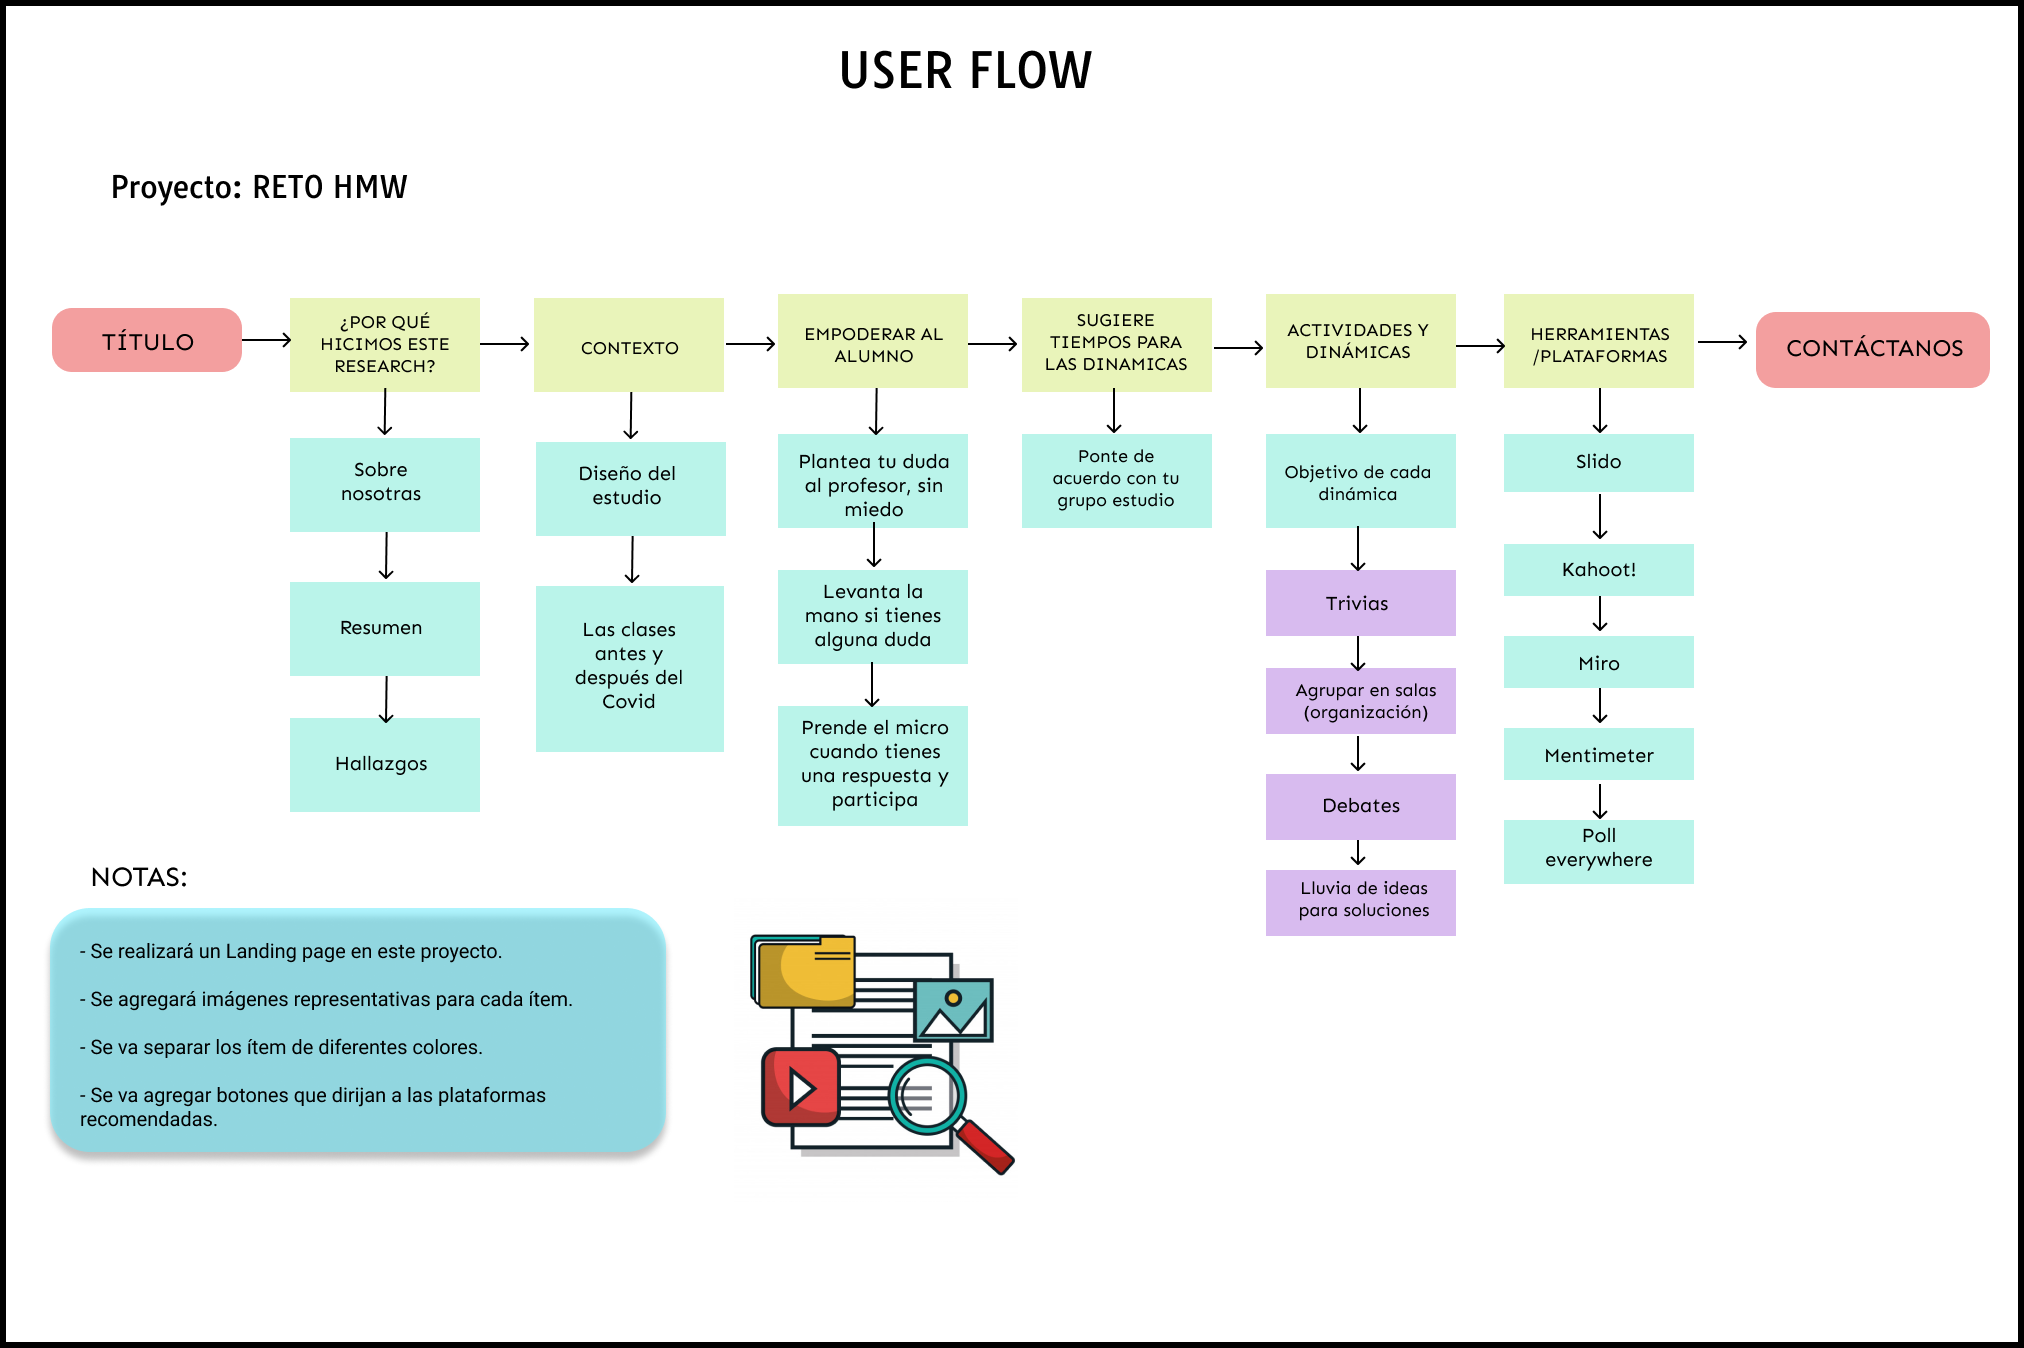 USER FLOW
Proyecto: RETO HMW
TÍTULO
¿POR QUÉ
HICIMOS ESTE
RESEARCH?
Sobre
nosotras
Resumen
Hallazgos
CONTEXTO
Diseño del
estudio
Las clases
antes y
después del
Covid
EMPODERAR AL
ALUMNO
Plantea tu duda
al profesor, sin
miedo
Levanta la
mano si tienes
alguna duda
Prende el micro
cuando tienes
una respuesta y
participa
SUGIERE
TIEMPOS PARA
LAS DINAMICAS
Ponte de
acuerdo con tu
grupo estudio
ACTIVIDADES Y
DINÁMICAS
Objetivo de cada
dinámica
Trivias
Agrupar en salas
(organización)
Debates
Lluvia de ideas
para soluciones
HERRAMIENTAS
/PLATAFORMAS
Slido
Kahoot!
Miro
Mentimeter
Poll
everywhere
CONTÁCTANOS
NOTAS:
- Se realizará un Landing page en este proyecto.
- Se agregará imágenes representativas para cada ítem.
- Se va separar los ítem de diferentes colores.
- Se va agregar botones que dirijan a las plataformas
recomendadas.